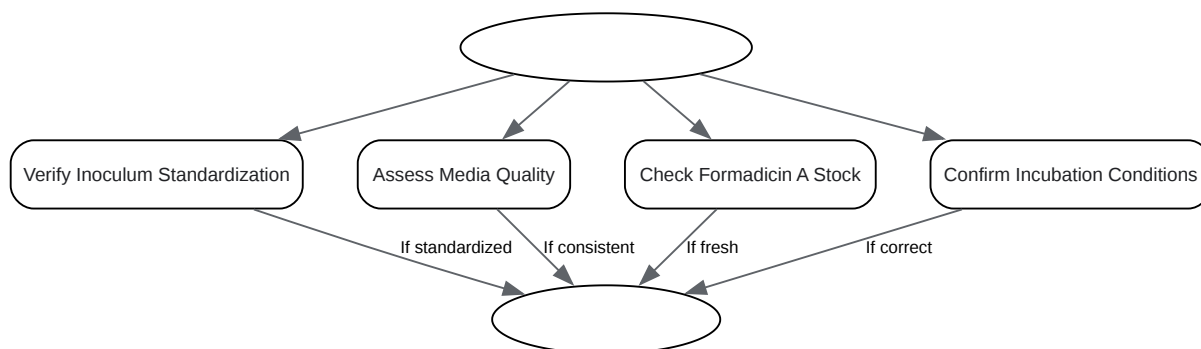 Verify Inoculum Standardization
Assess Media Quality
Check Formadicin A Stock
Confirm Incubation Conditions
If standardized
If consistent
If fresh
If correct